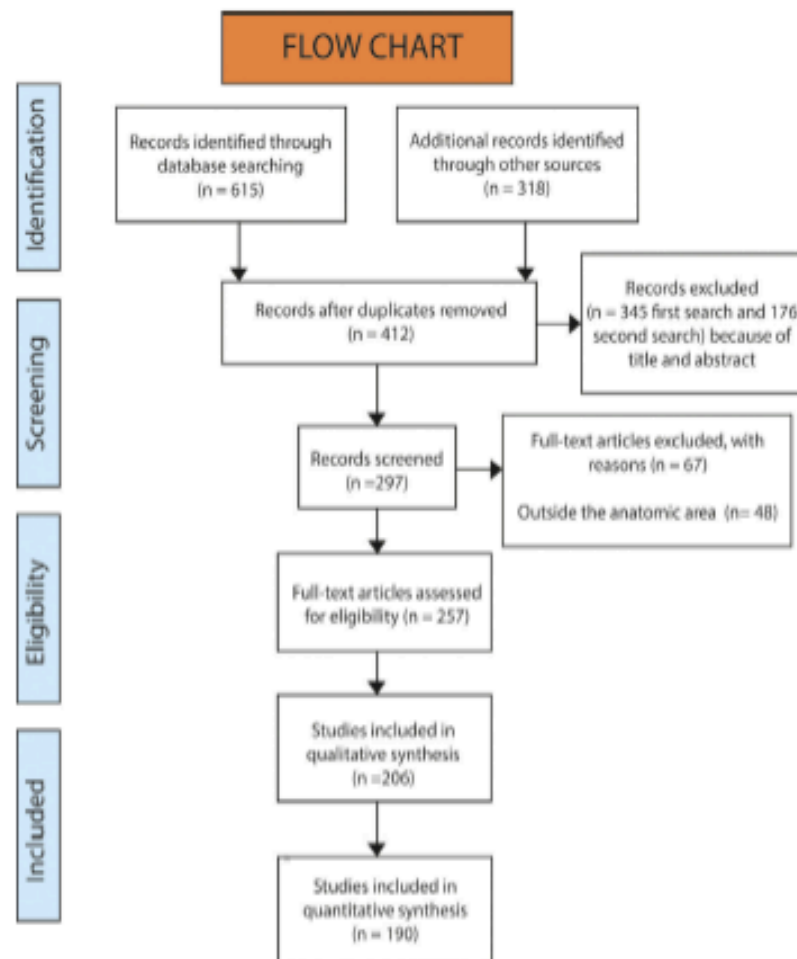 FLOW CHART
Identification
Records identified through
database searching
(n = 615)
Additional records identified
through other sources
(n = 318)
Screening
Records after duplicates removed
(n = 412)
Records excluded
(n = 345 first search and 176
second search) because of
title and abstract
Records screened
(n =297)
Full-text articles excluded, with
reasons (n = 67)
Outside the anatomic area (n= 48)
Eligibility
Full-text articles assessed
for eligibility (n = 257)
Studies included in
qualitative synthesis
(n =206)
Included
Studies included in
quantitative synthesis
(n = 190)